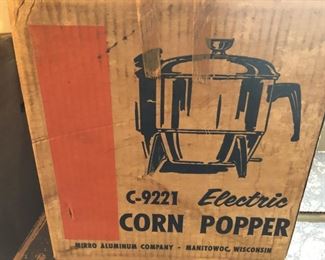 C-9221 Electric
CORN POPPER
MIRRO ALUMINUM COMPANY - MANITOWOC, WISCONSIN